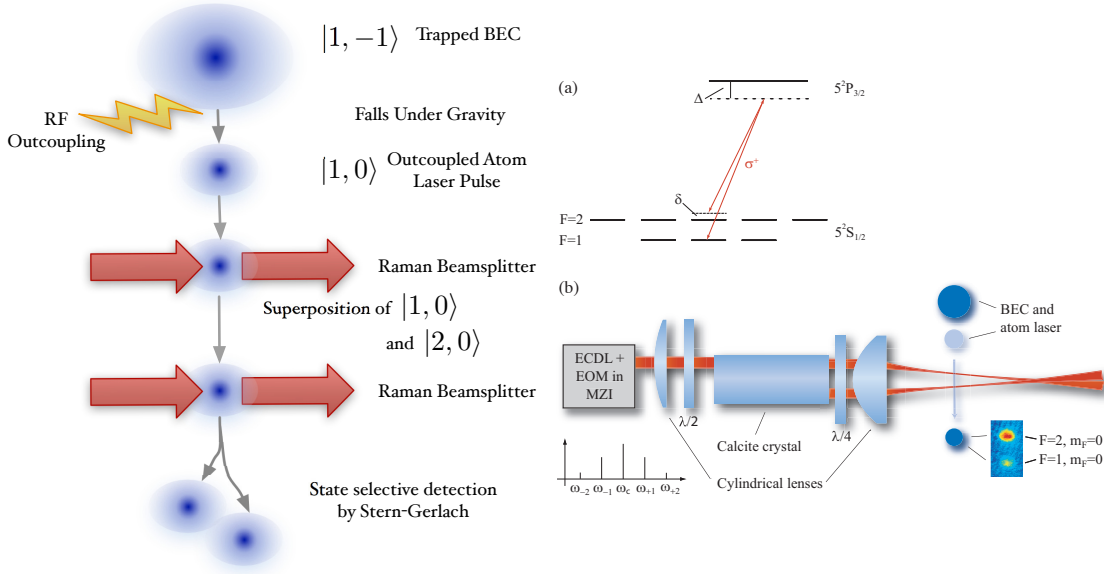 |1, −1⟩ Trapped BEC
RF
Outcoupling
Falls Under Gravity
|1, 0⟩ Outcoupled Atom
Laser Pulse
Raman Beamsplitter
Superposition of |1, 0⟩
and |2, 0⟩
Raman Beamsplitter
State selective detection
by Stern-Gerlach
(a)
Δ
5²P₃/₂
σ⁺
δ
F=2
F=1
5²S₁/₂
(b)
BEC and
atom laser
ECDL +
EOM in
MZI
λ/2
Calcite crystal
λ/4
Cylindrical lenses
F=2, m_F=0
F=1, m_F=0
ω₋₂ ω₋₁ ω_c ω₊₁ ω₊₂